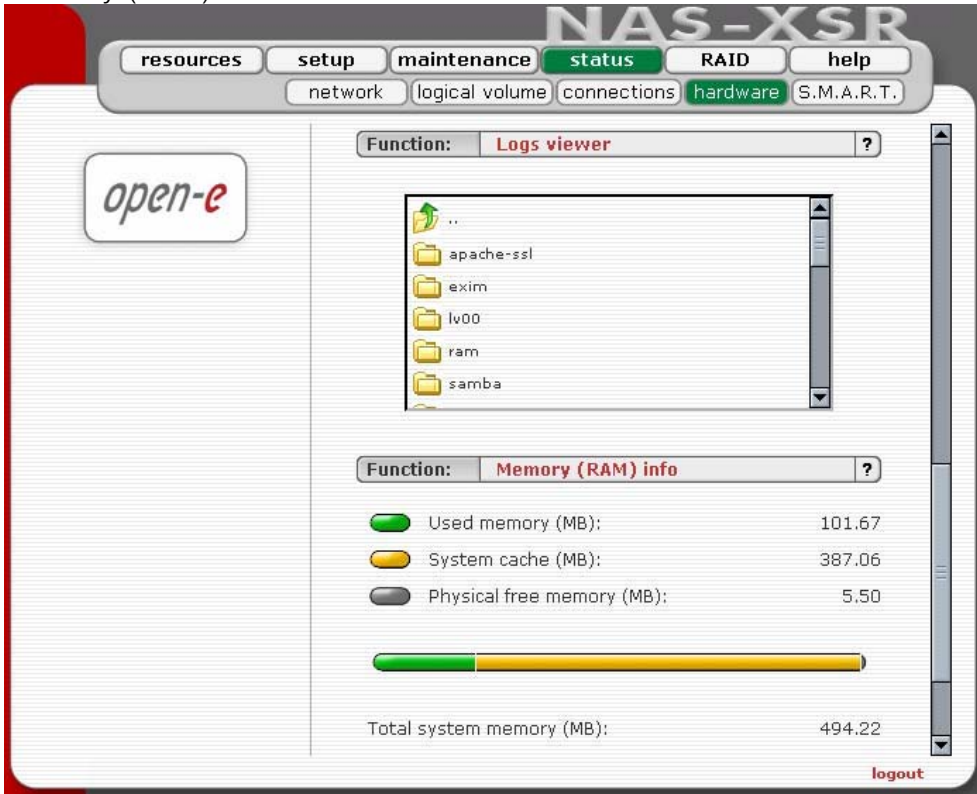 NAS-XSR
resources setup maintenance status RAID help
network logical volume connections hardware S.M.A.R.T.
open-e
Function: Logs viewer ?
..
apache-ssl
exim
lv00
ram
samba
Function: Memory (RAM) info ?
Used memory (MB): 101.67
System cache (MB): 387.06
Physical free memory (MB): 5.50
Total system memory (MB): 494.22
logout